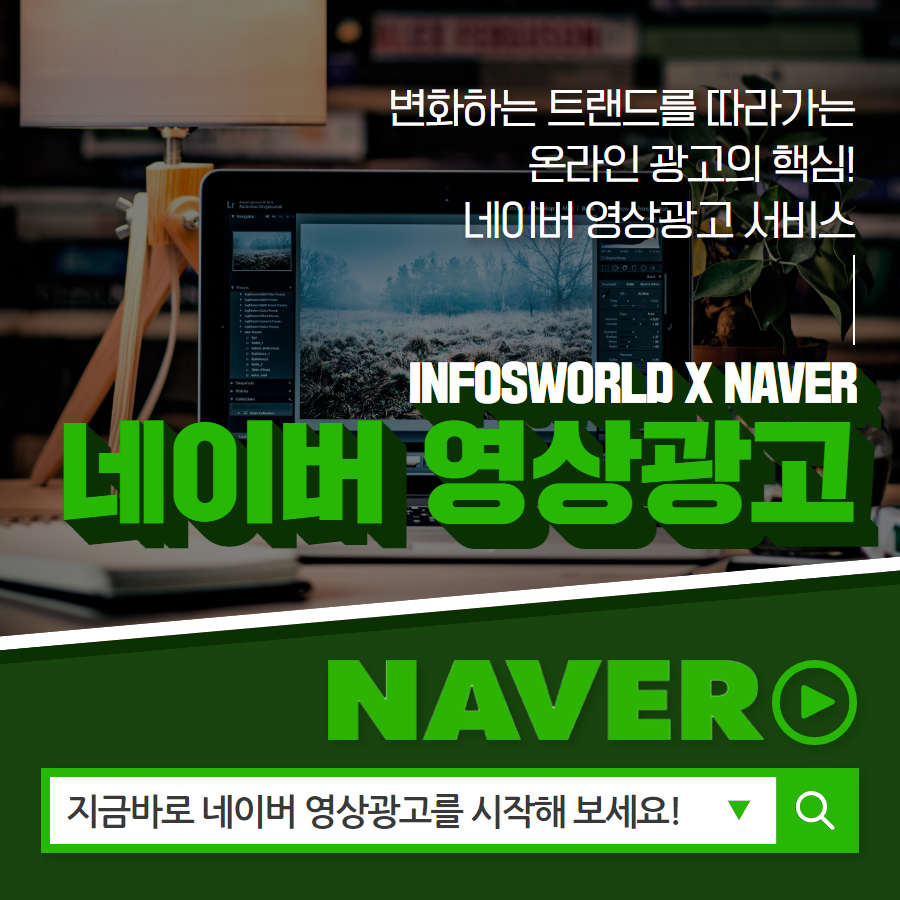 변화하는 트랜드를 따라가는
온라인 광고의 핵심!
네이버 영상광고 서비스
INFOSWORLD X NAVER
네이버 영상광고
NAVER
지금바로 네이버 영상광고를 시작해 보세요!